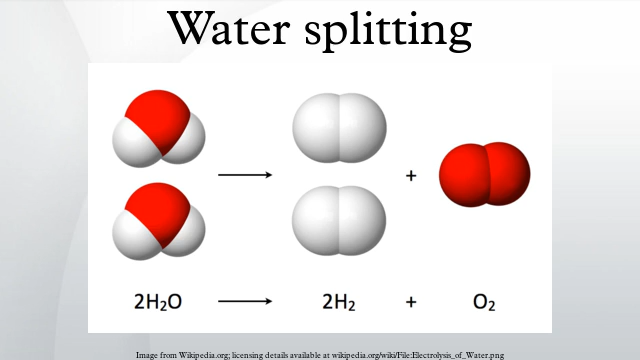 Water splitting
+
2H₂O ⟶ 2H₂ + O₂
Image from Wikipedia.org; licensing details available at wikipedia.org/wiki/File:Electrolysis_of_Water.png